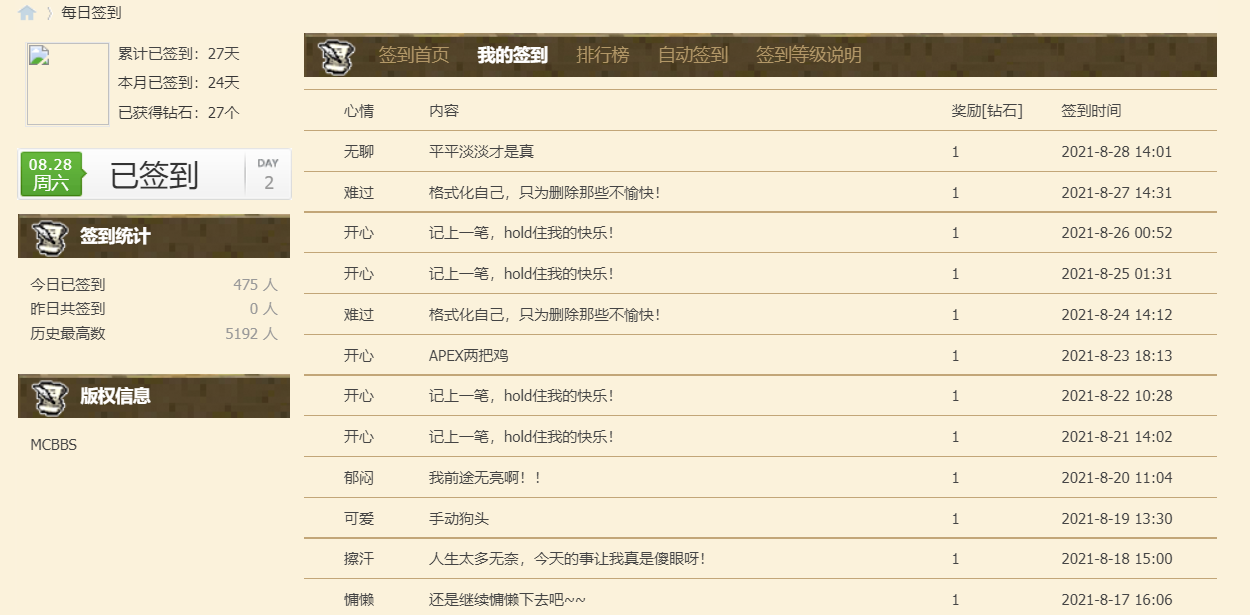 每日签到
累计已签到：27天
本月已签到：24天
已获得钻石：27个
08.28
周六
已签到
DAY
2
签到统计
今日已签到 475 人
昨日共签到 0 人
历史最高数 5192 人
版权信息
MCBBS
签到首页 我的签到 排行榜 自动签到 签到等级说明
心情 内容 奖励[钻石] 签到时间
无聊 平平淡淡才是真 1 2021-8-28 14:01
难过 格式化自己，只为删除那些不愉快！ 1 2021-8-27 14:31
开心 记上一笔，hold住我的快乐！ 1 2021-8-26 00:52
开心 记上一笔，hold住我的快乐！ 1 2021-8-25 01:31
难过 格式化自己，只为删除那些不愉快！ 1 2021-8-24 14:12
开心 APEX两把鸡 1 2021-8-23 18:13
开心 记上一笔，hold住我的快乐！ 1 2021-8-22 10:28
开心 记上一笔，hold住我的快乐！ 1 2021-8-21 14:02
郁闷 我前途无亮啊！！ 1 2021-8-20 11:04
可爱 手动狗头 1 2021-8-19 13:30
擦汗 人生太多无奈，今天的事让我真是傻眼呀！ 1 2021-8-18 15:00
慵懒 还是继续慵懒下去吧~~ 1 2021-8-17 16:06